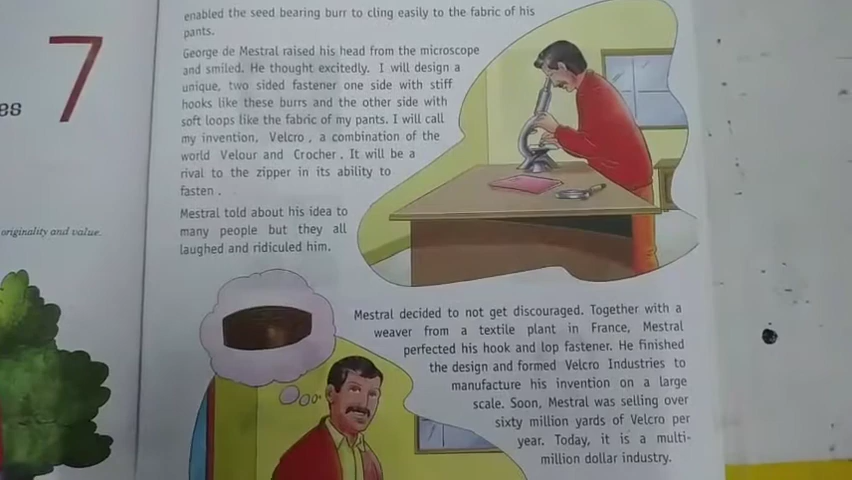 7
es
originality and value.
enabled the seed bearing burr to cling easily to the fabric of his
pants.
George de Mestral raised his head from the microscope
and smiled. He thought excitedly. I will design a
unique, two sided fastener one side with stiff
hooks like these burrs and the other side with
soft loops like the fabric of my pants. I will call
my invention, Velcro , a combination of the
world Velour and Crocher . It will be a
rival to the zipper in its ability to
fasten .
Mestral told about his idea to
many people but they all
laughed and ridiculed him.
Mestral decided to not get discouraged. Together with a
weaver from a textile plant in France, Mestral
perfected his hook and lop fastener. He finished
the design and formed Velcro Industries to
manufacture his invention on a large
scale. Soon, Mestral was selling over
sixty million yards of Velcro per
year. Today, it is a multi-
million dollar industry.